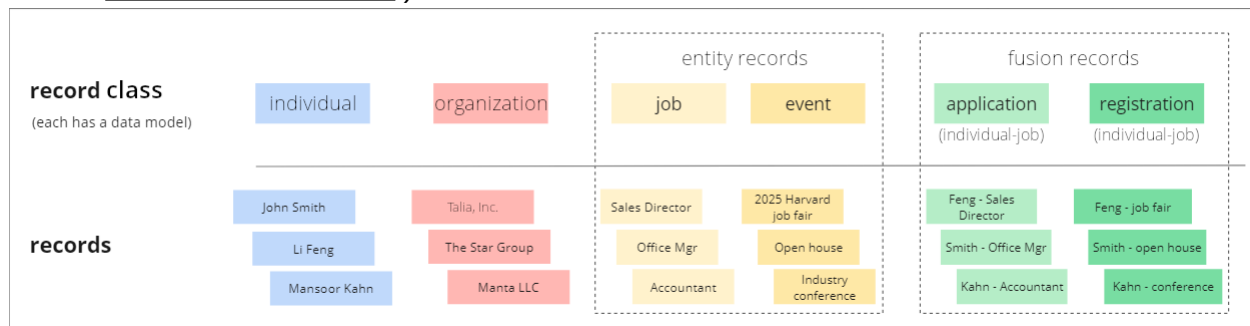 entity records
fusion records
record class
(each has a data model)
individual
organization
job
event
application
(individual-job)
registration
(individual-job)
records
John Smith
Li Feng
Mansoor Kahn
Talia, Inc.
The Star Group
Manta LLC
Sales Director
Office Mgr
Accountant
2025 Harvard
job fair
Open house
Industry
conference
Feng - Sales
Director
Smith - Office Mgr
Kahn - Accountant
Feng - job fair
Smith - open house
Kahn - conference